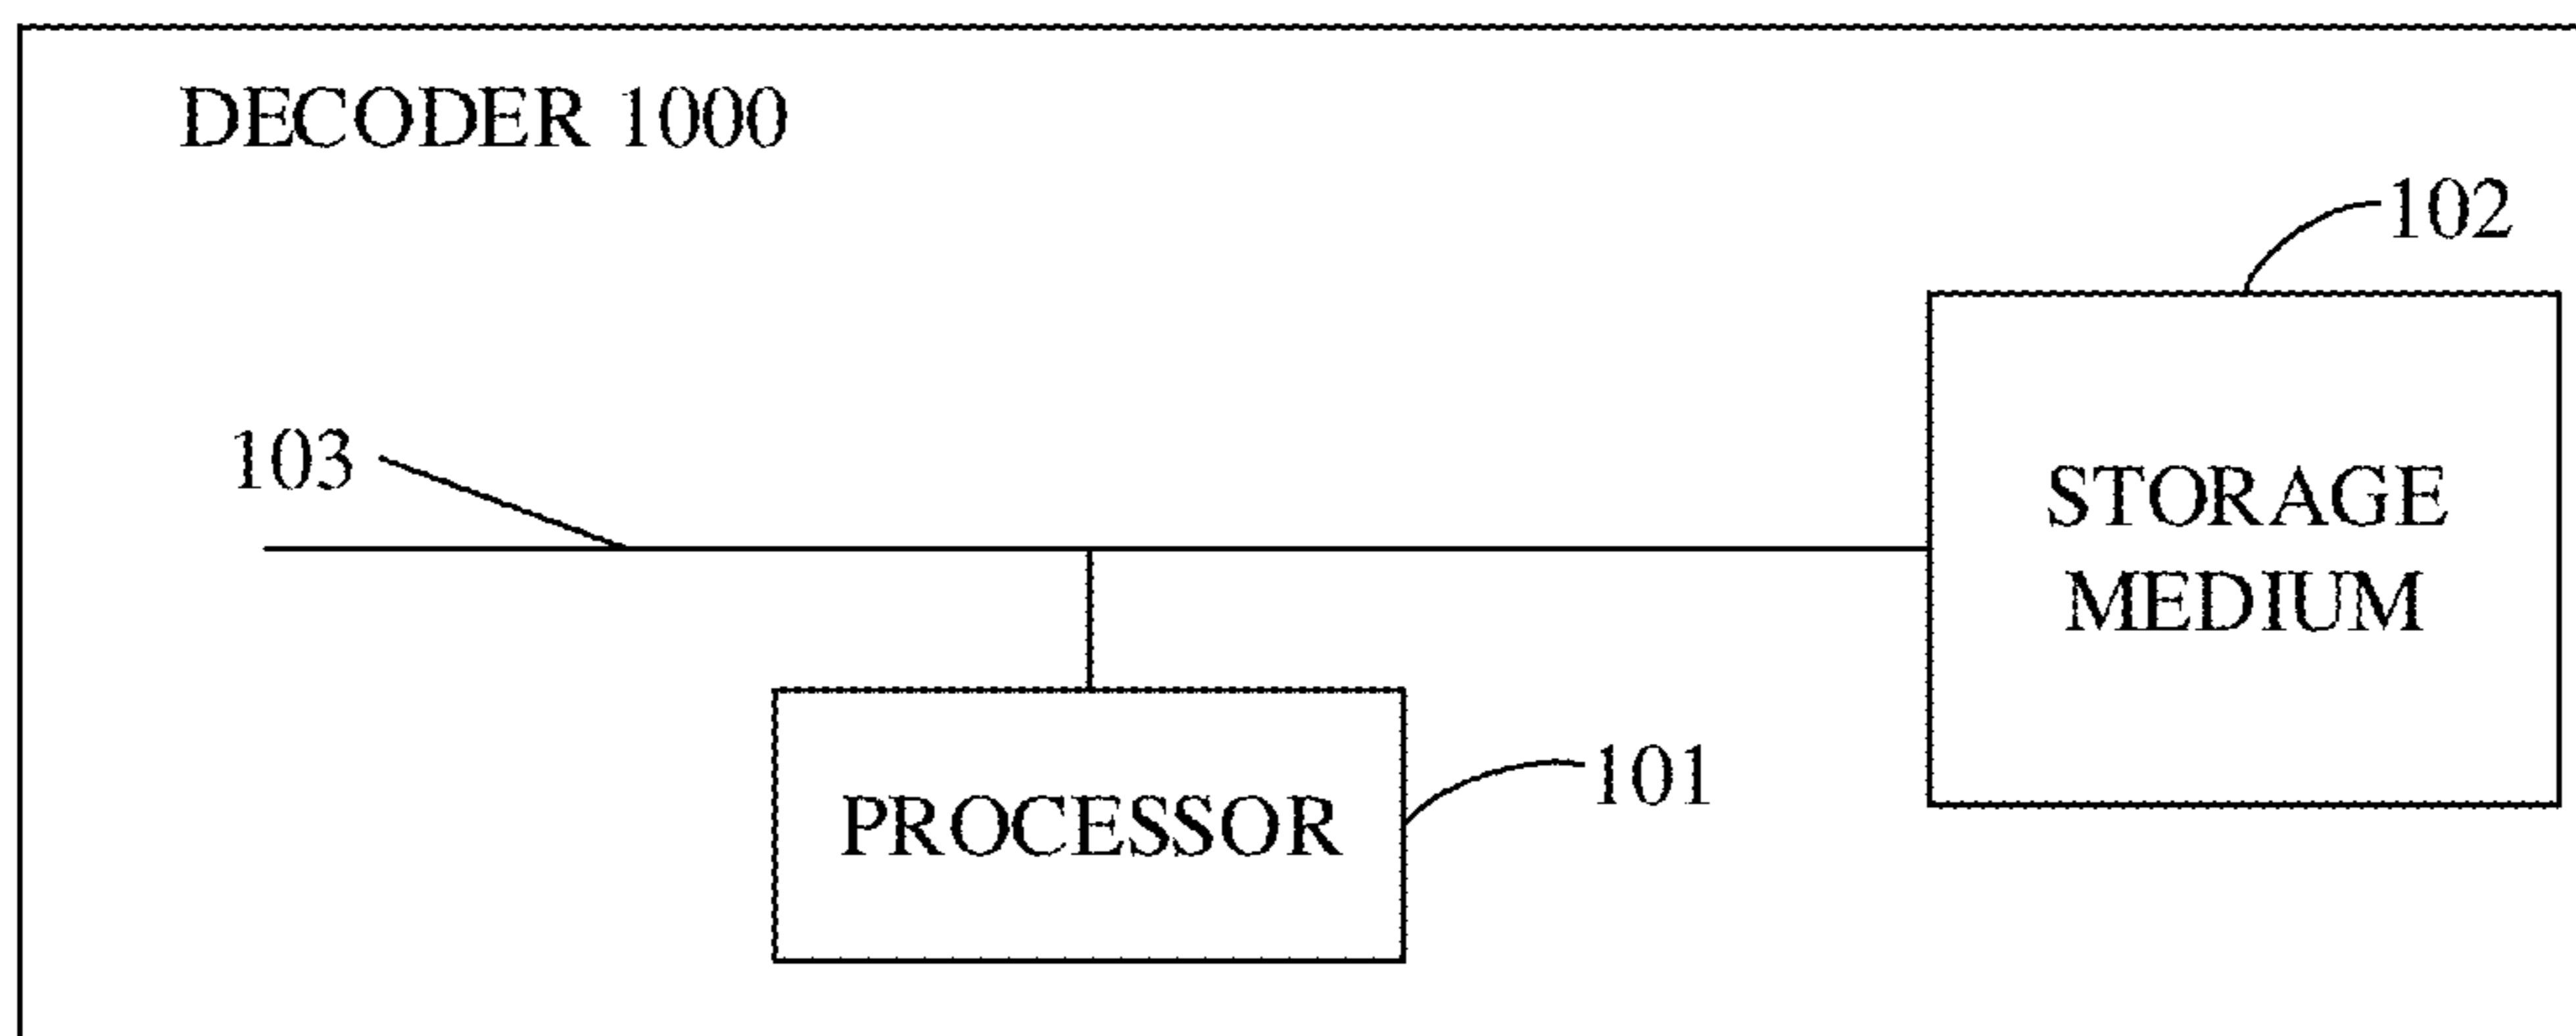 DECODER 1000
102
103
STORAGE
MEDIUM
101
PROCESSOR